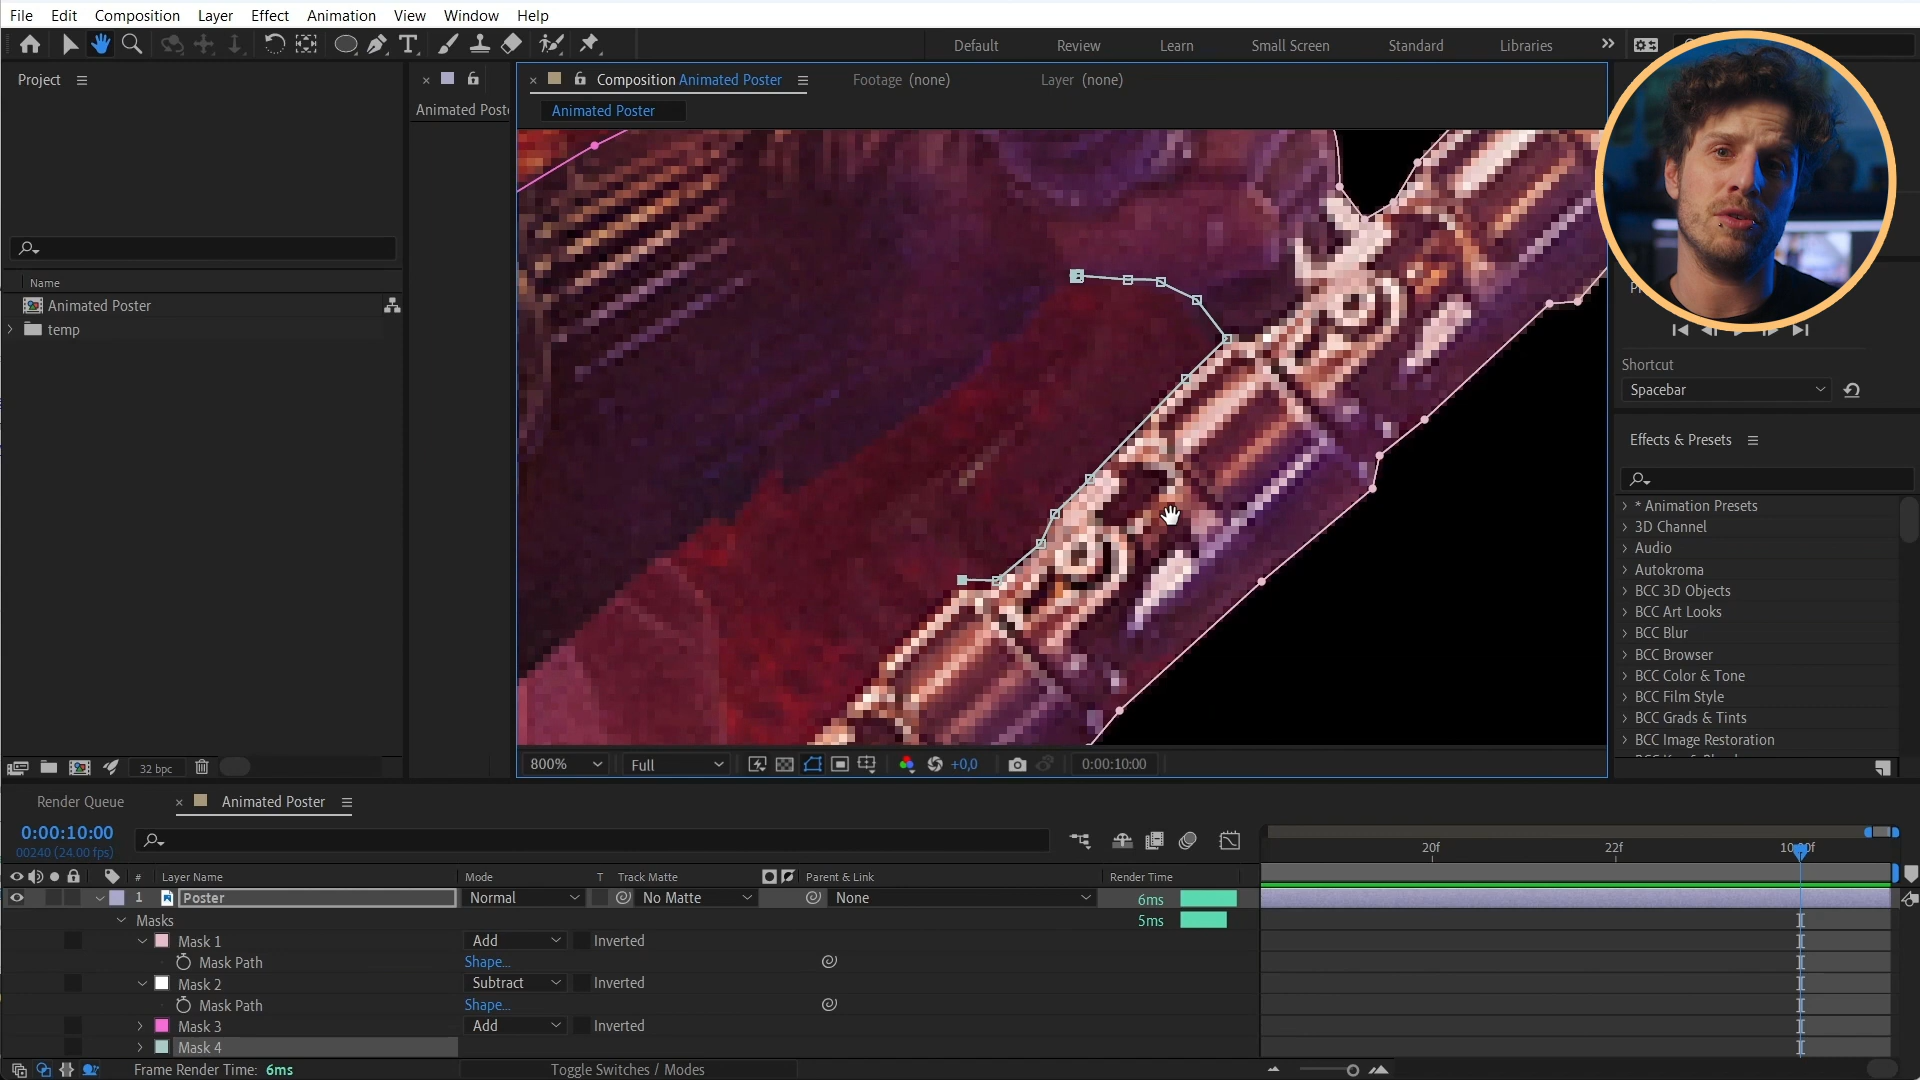 File Edit Composition Layer Effect Animation View Window Help
Default Review Learn Small Screen Standard Libraries
Project
Animated Post
Composition Animated Poster
Footage (none)
Layer (none)
Animated Poster
Name
Animated Poster
temp
32 bpc
800%
Full
+0,0
0:00:10:00
Shortcut
Spacebar
Effects & Presets
* Animation Presets
3D Channel
Audio
Autokroma
BCC 3D Objects
BCC Art Looks
BCC Blur
BCC Browser
BCC Color & Tone
BCC Film Style
BCC Grads & Tints
BCC Image Restoration
Render Queue
Animated Poster
0:00:10:00
00240 (24.00 fps)
20f 22f
# Layer Name Mode T Track Matte Parent & Link Render Time
1 Poster Normal No Matte None 6ms
Masks 5ms
Mask 1 Add Inverted
Mask Path Shape...
Mask 2 Subtract Inverted
Mask Path Shape...
Mask 3 Add Inverted
Mask 4
Frame Render Time: 6ms Toggle Switches / Modes